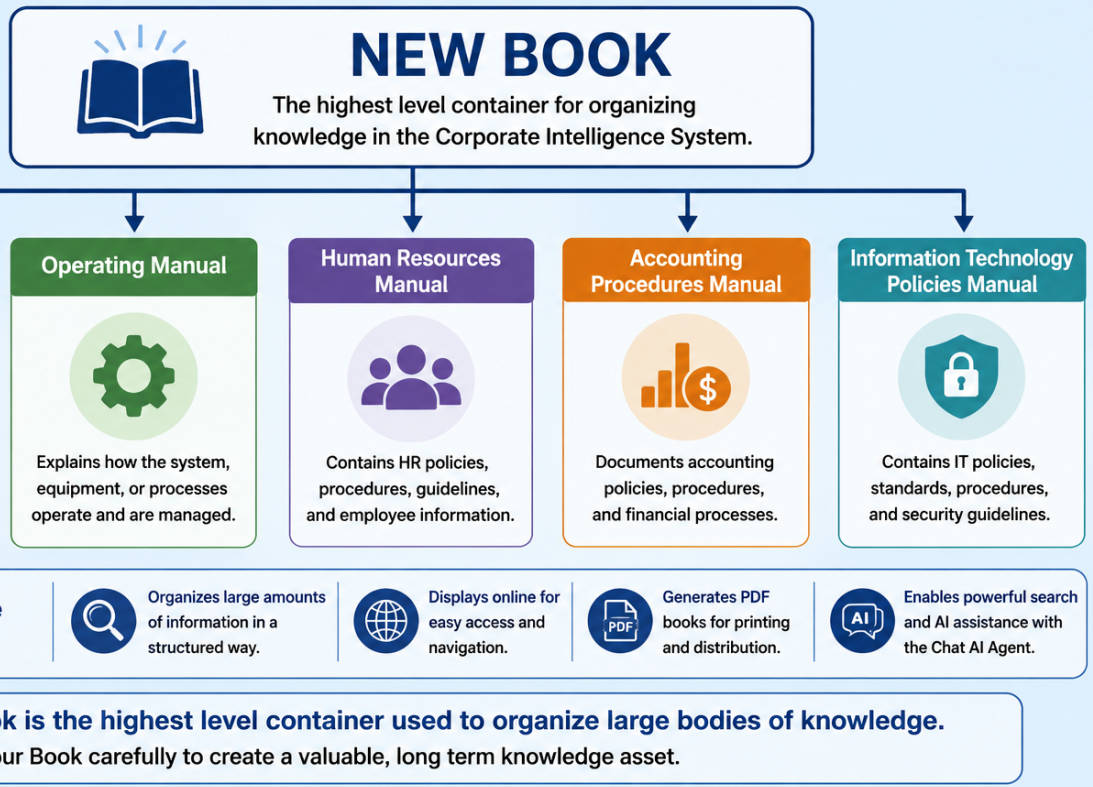 NEW BOOK
The highest level container for organizing
knowledge in the Corporate Intelligence System.
Operating Manual
Explains how the system,
equipment, or processes
operate and are managed.
Human Resources
Manual
Contains HR policies,
procedures, guidelines,
and employee information.
Accounting
Procedures Manual
$
Documents accounting
policies, procedures,
and financial processes.
Information Technology
Policies Manual
Contains IT policies,
standards, procedures,
and security guidelines.
Organizes large amounts
of information in a
structured way.
Displays online for
easy access and
navigation.
PDF
Generates PDF
books for printing
and distribution.
AI
Enables powerful search
and AI assistance with
the Chat AI Agent.
is the highest level container used to organize large bodies of knowledge.
Book carefully to create a valuable, long term knowledge asset.